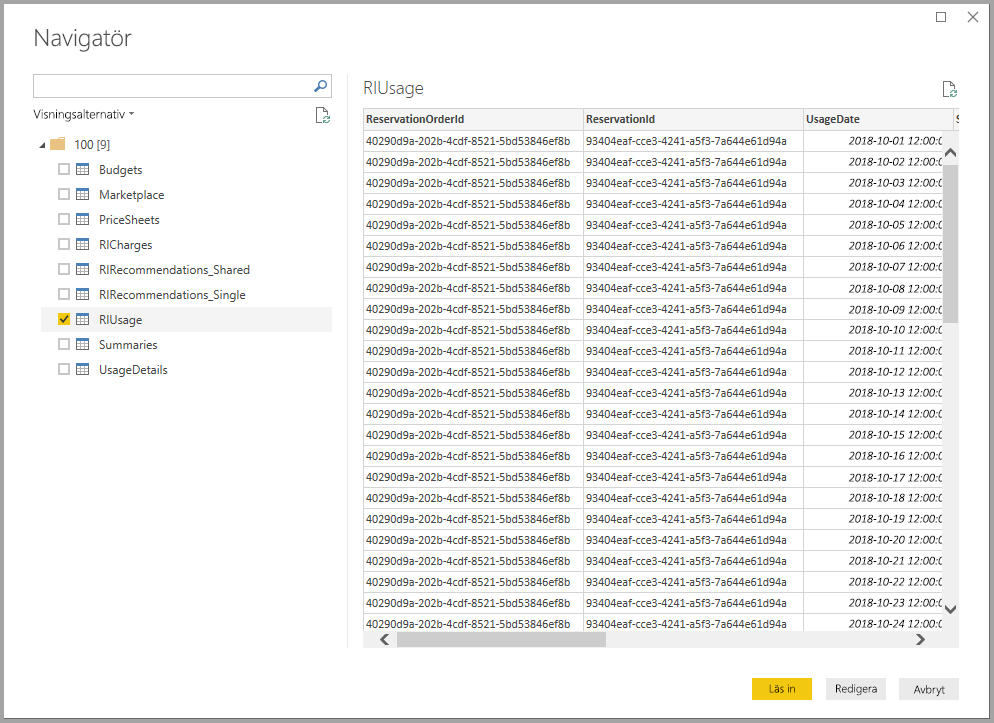 Navigatör
Visningsalternativ
100 [9]
Budgets
Marketplace
PriceSheets
RICharges
RIRecommendations_Shared
RIRecommendations_Single
RIUsage
Summaries
UsageDetails
RIUsage
ReservationOrderId ReservationId UsageDate S
40290d9a-202b-4cdf-8521-5bd53846ef8b 93404eaf-cce3-4241-a5f3-7a644e61d94a 2018-10-01 12:00:0
40290d9a-202b-4cdf-8521-5bd53846ef8b 93404eaf-cce3-4241-a5f3-7a644e61d94a 2018-10-02 12:00:0
40290d9a-202b-4cdf-8521-5bd53846ef8b 93404eaf-cce3-4241-a5f3-7a644e61d94a 2018-10-03 12:00:0
40290d9a-202b-4cdf-8521-5bd53846ef8b 93404eaf-cce3-4241-a5f3-7a644e61d94a 2018-10-04 12:00:0
40290d9a-202b-4cdf-8521-5bd53846ef8b 93404eaf-cce3-4241-a5f3-7a644e61d94a 2018-10-05 12:00:0
40290d9a-202b-4cdf-8521-5bd53846ef8b 93404eaf-cce3-4241-a5f3-7a644e61d94a 2018-10-06 12:00:0
40290d9a-202b-4cdf-8521-5bd53846ef8b 93404eaf-cce3-4241-a5f3-7a644e61d94a 2018-10-07 12:00:0
40290d9a-202b-4cdf-8521-5bd53846ef8b 93404eaf-cce3-4241-a5f3-7a644e61d94a 2018-10-08 12:00:0
40290d9a-202b-4cdf-8521-5bd53846ef8b 93404eaf-cce3-4241-a5f3-7a644e61d94a 2018-10-09 12:00:0
40290d9a-202b-4cdf-8521-5bd53846ef8b 93404eaf-cce3-4241-a5f3-7a644e61d94a 2018-10-10 12:00:0
40290d9a-202b-4cdf-8521-5bd53846ef8b 93404eaf-cce3-4241-a5f3-7a644e61d94a 2018-10-11 12:00:0
40290d9a-202b-4cdf-8521-5bd53846ef8b 93404eaf-cce3-4241-a5f3-7a644e61d94a 2018-10-12 12:00:0
40290d9a-202b-4cdf-8521-5bd53846ef8b 93404eaf-cce3-4241-a5f3-7a644e61d94a 2018-10-13 12:00:0
40290d9a-202b-4cdf-8521-5bd53846ef8b 93404eaf-cce3-4241-a5f3-7a644e61d94a 2018-10-14 12:00:0
40290d9a-202b-4cdf-8521-5bd53846ef8b 93404eaf-cce3-4241-a5f3-7a644e61d94a 2018-10-15 12:00:0
40290d9a-202b-4cdf-8521-5bd53846ef8b 93404eaf-cce3-4241-a5f3-7a644e61d94a 2018-10-16 12:00:0
40290d9a-202b-4cdf-8521-5bd53846ef8b 93404eaf-cce3-4241-a5f3-7a644e61d94a 2018-10-17 12:00:0
40290d9a-202b-4cdf-8521-5bd53846ef8b 93404eaf-cce3-4241-a5f3-7a644e61d94a 2018-10-18 12:00:0
40290d9a-202b-4cdf-8521-5bd53846ef8b 93404eaf-cce3-4241-a5f3-7a644e61d94a 2018-10-19 12:00:0
40290d9a-202b-4cdf-8521-5bd53846ef8b 93404eaf-cce3-4241-a5f3-7a644e61d94a 2018-10-20 12:00:0
40290d9a-202b-4cdf-8521-5bd53846ef8b 93404eaf-cce3-4241-a5f3-7a644e61d94a 2018-10-21 12:00:0
40290d9a-202b-4cdf-8521-5bd53846ef8b 93404eaf-cce3-4241-a5f3-7a644e61d94a 2018-10-22 12:00:0
40290d9a-202b-4cdf-8521-5bd53846ef8b 93404eaf-cce3-4241-a5f3-7a644e61d94a 2018-10-23 12:00:0
40290d9a-202b-4cdf-8521-5bd53846ef8b 93404eaf-cce3-4241-a5f3-7a644e61d94a 2018-10-24 12:00:0
Läs in Redigera Avbryt